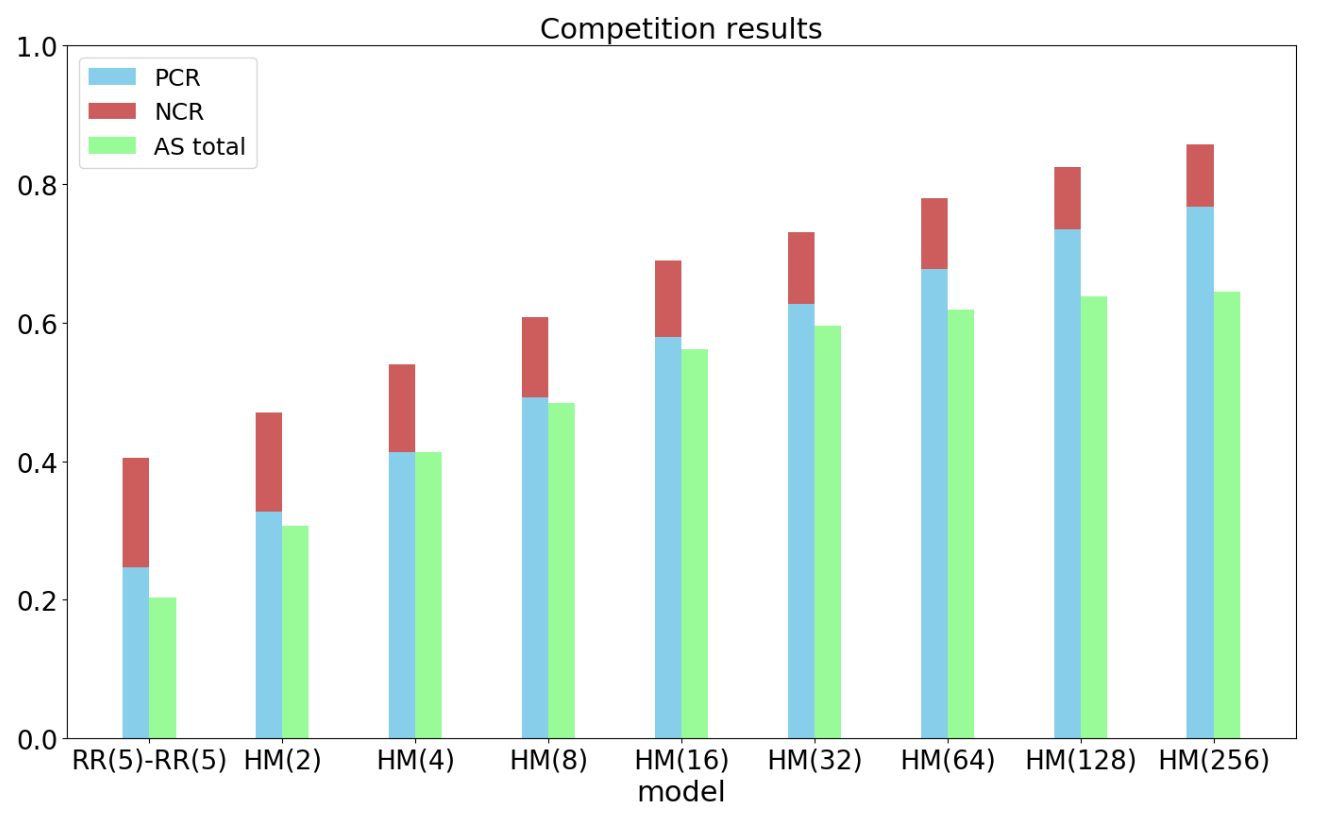 Competition results
PCR
NCR
AS total
1.0
0.8
0.6
0.4
0.2
0.0
RR(5)-RR(5) HM(2) HM(4) HM(8) HM(16) HM(32) HM(64) HM(128) HM(256)
model